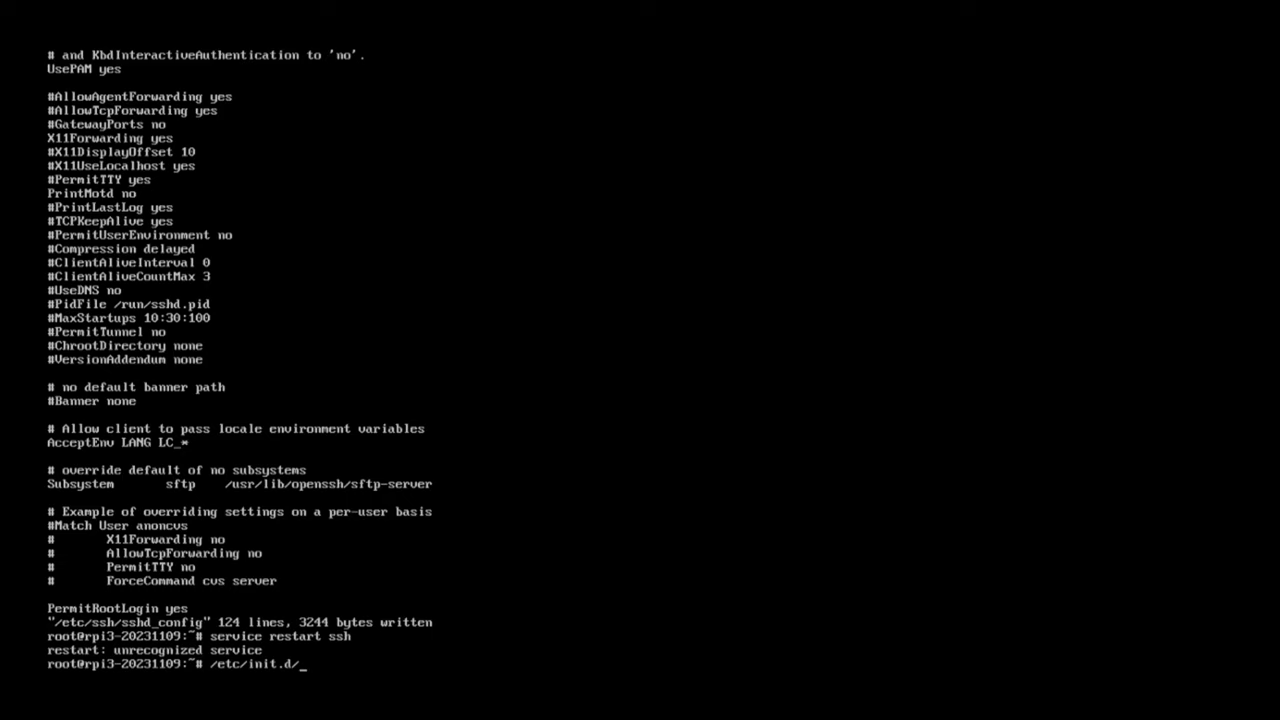 # and KbdInteractiveAuthentication to 'no'.
UsePAM yes
#AllowAgentForwarding yes
#AllowTcpForwarding yes
#GatewayPorts no
X11Forwarding yes
#X11DisplayOffset 10
#X11UseLocalhost yes
#PermitTTY yes
PrintMotd no
#PrintLastLog yes
#TCPKeepAlive yes
#PermitUserEnvironment no
#Compression delayed
#ClientAliveInterval 0
#ClientAliveCountMax 3
#UseDNS no
#PidFile /run/sshd.pid
#MaxStartups 10:30:100
#PermitTunnel no
#ChrootDirectory none
#VersionAddendum none
# no default banner path
#Banner none
# Allow client to pass locale environment variables
AcceptEnv LANG LC_*
# override default of no subsystems
Subsystem       sftp    /usr/lib/openssh/sftp-server
# Example of overriding settings on a per-user basis
#Match User anoncvs
#       X11Forwarding no
#       AllowTcpForwarding no
#       PermitTTY no
#       ForceCommand cvs server
PermitRootLogin yes
"/etc/ssh/sshd_config" 124 lines, 3244 bytes written
root@rpi3-20231109:~# service restart ssh
restart: unrecognized service
root@rpi3-20231109:~# /etc/init.d/_